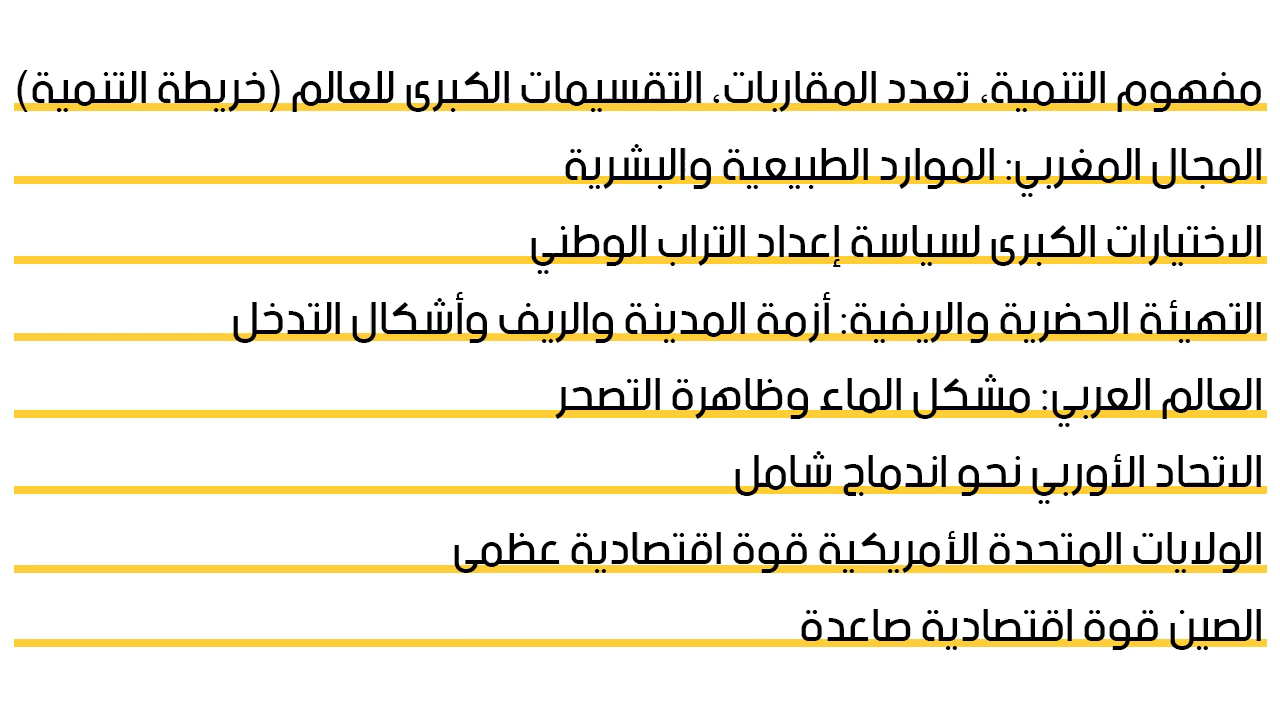 مفهوم التنمية، تعدد المقاربات، التقسيمات الكبرى للعالم (خريطة التنمية)
المجال المغربي: الموارد الطبيعية والبشرية
الاختيارات الكبرى لسياسة إعداد التراب الوطني
التهيئة الحضرية والريفية: أزمة المدينة والريف وأشكال التدخل
العالم العربي: مشكل الماء وظاهرة التصحر
الاتحاد الأوربي نحو اندماج شامل
الولايات المتحدة الأمريكية قوة اقتصادية عظمى
الصين قوة اقتصادية صاعدة